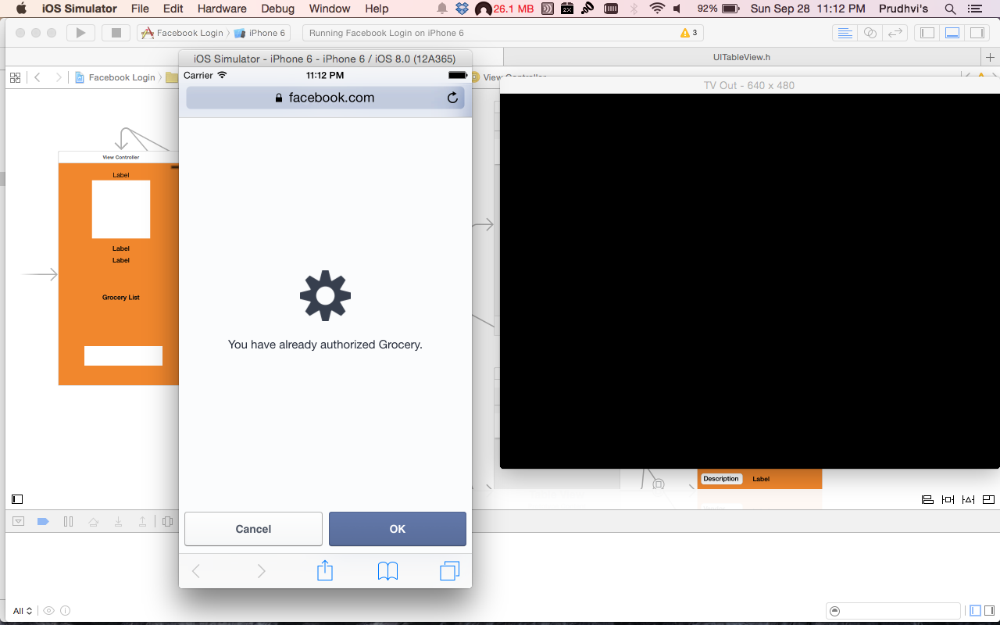 iOS Simulator File Edit Hardware Debug Window Help 26.1 MB 2X 92% Sun Sep 28 11:12 PM Prudhvi's
Facebook Login iPhone 6 Running Facebook Login on iPhone 6 3
iOS Simulator - iPhone 6 - iPhone 6 / iOS 8.0 (12A365)
UITableView.h
Carrier 11:12 PM
Facebook Login
View Controller
TV Out - 640 x 480
facebook.com
View Controller
Label
Label
Label
Grocery List
You have already authorized Grocery.
Description Label
Cancel OK
All